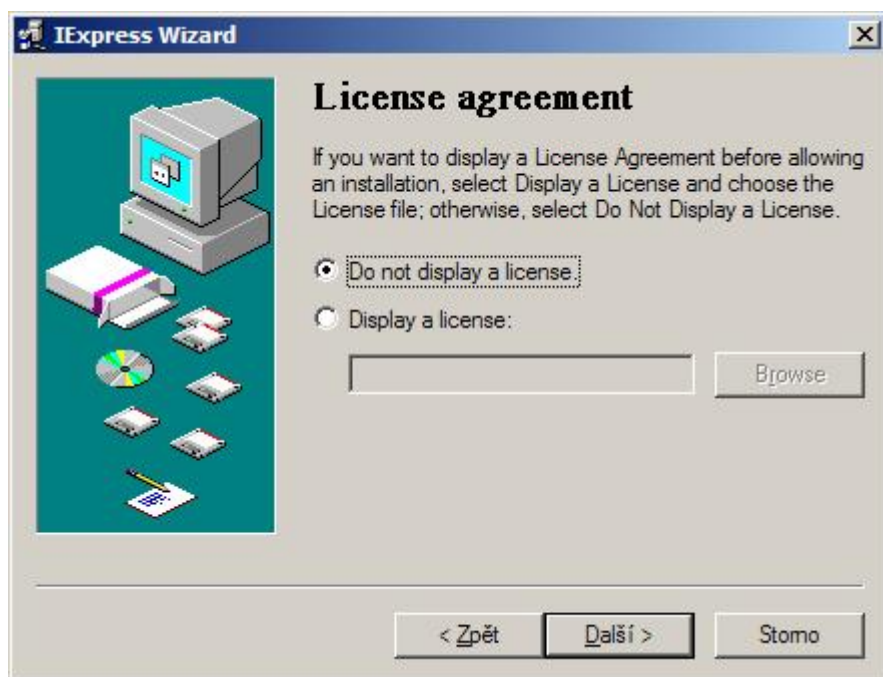 IExpress Wizard
License agreement
If you want to display a License Agreement before allowing
an installation, select Display a License and choose the
License file; otherwise, select Do Not Display a License.
Do not display a license.
Display a license:
Browse
< Zpět
Další >
Storno